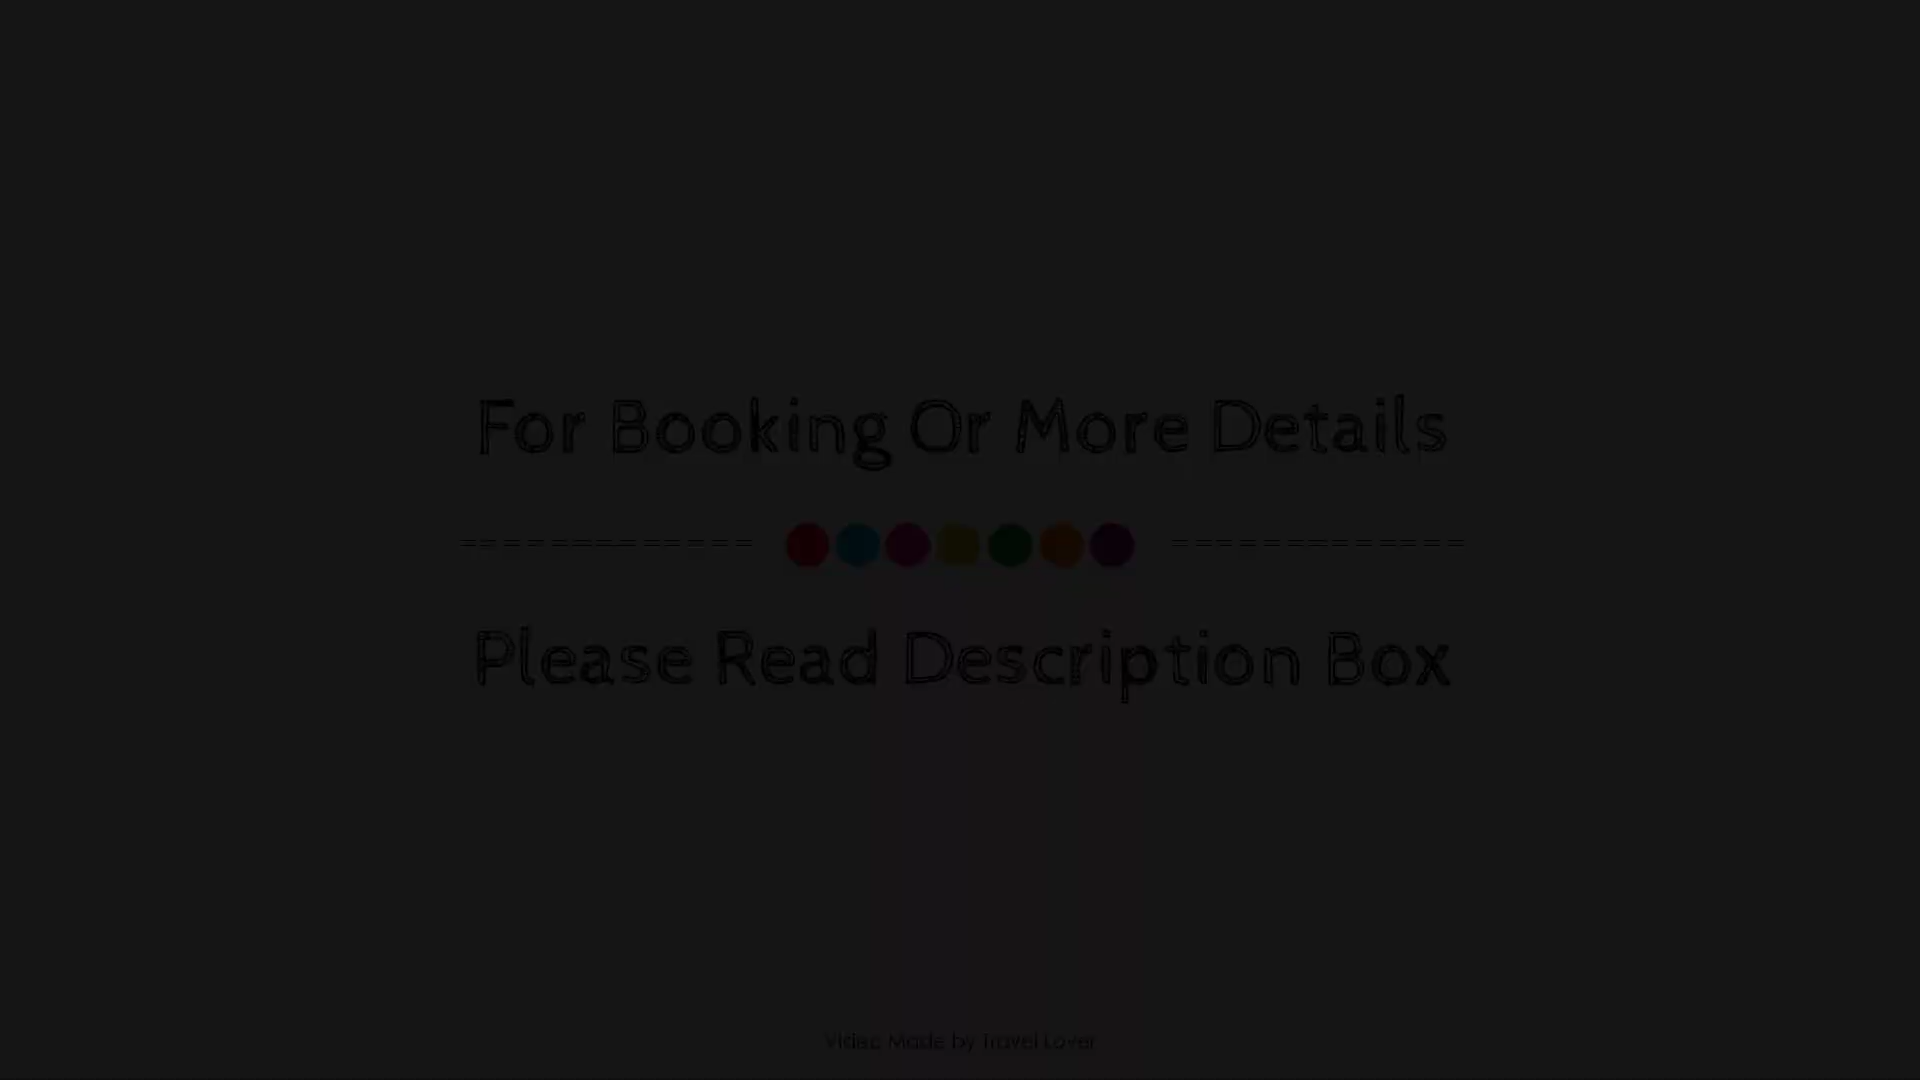 For Booking Or More Details
============= =============
Please Read Description Box
Video Made by Travel Lover